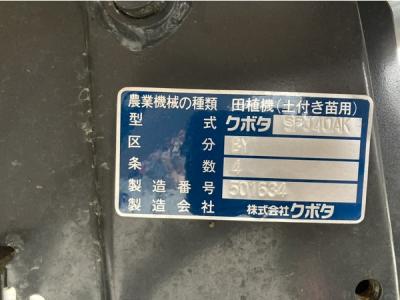 農業機械の種類 田植機(土付き苗用)
型式 クボタ SPJ40AK
区分 BY
条数 4
製造番号 501634
製造会社 株式会社クボタ